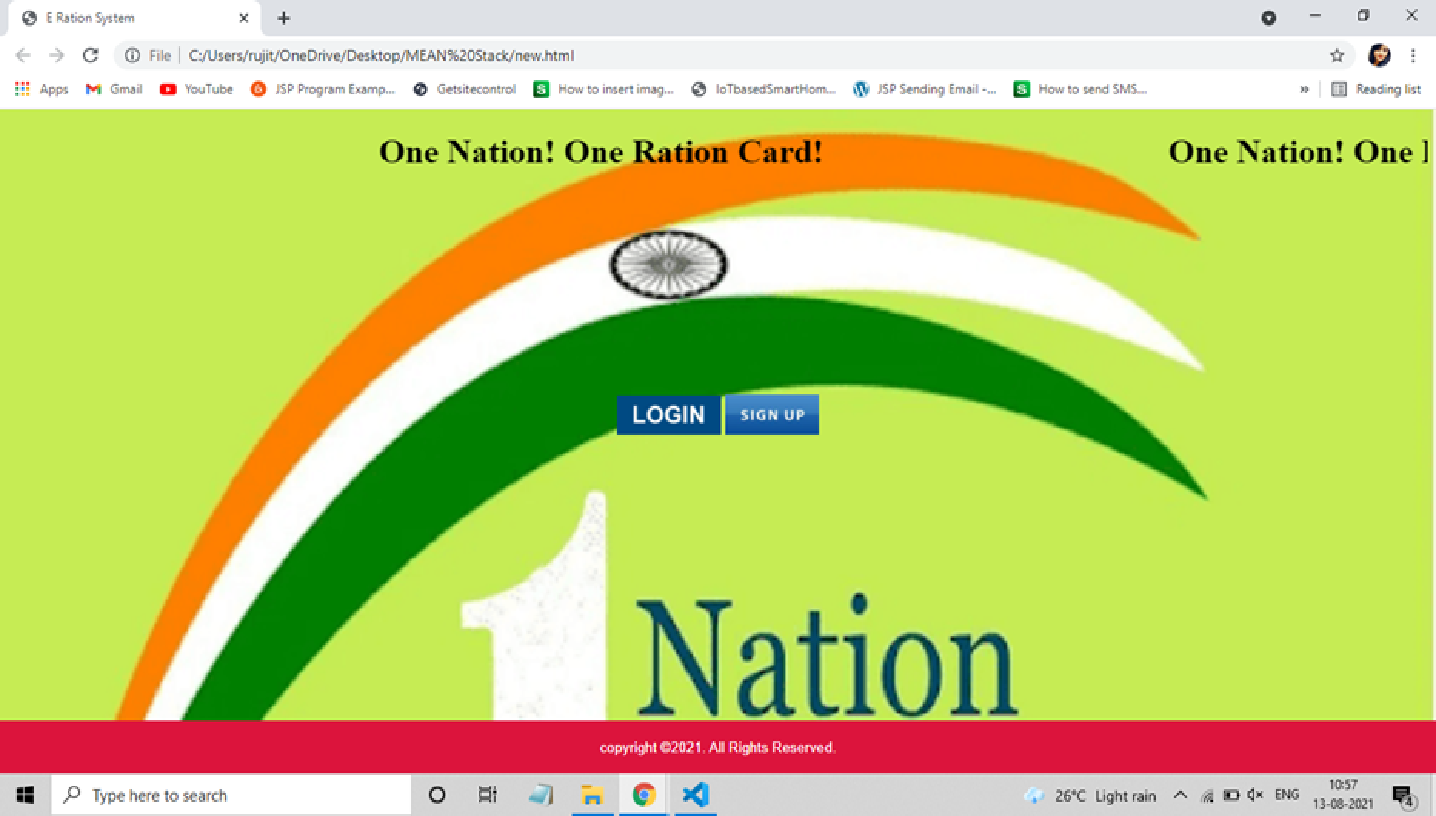 E Ration System
File C:/Users/rujit/OneDrive/Desktop/MEAN%20Stack/new.html
Apps Gmail YouTube JSP Program Examp... Getsitecontrol How to insert imag... IoTbasedSmartHom... JSP Sending Email -... How to send SMS... » Reading list
One Nation! One Ration Card! One Nation! One
LOGIN SIGN UP
1 Nation
copyright ©2021. All Rights Reserved.
Type here to search 26°C Light rain ENG 10:57
13-08-2021 4